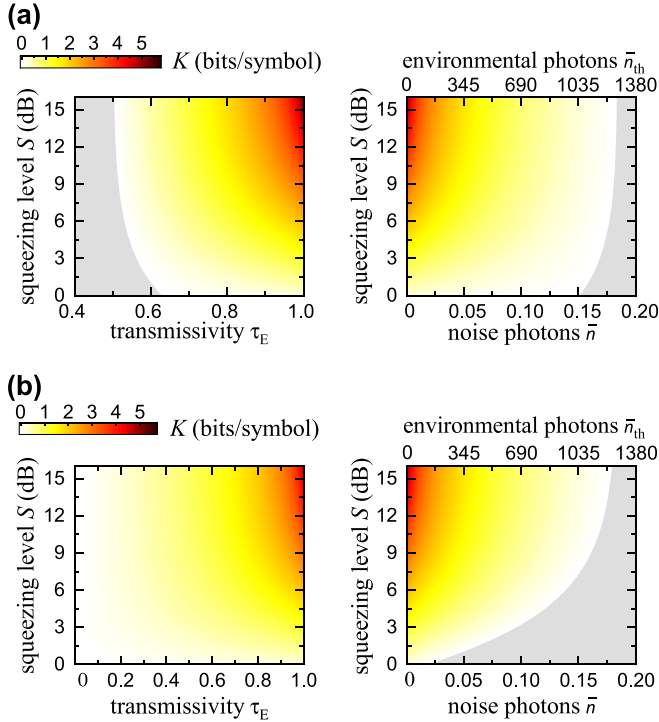 (a)
0 1 2 3 4 5 K (bits/symbol)
environmental photons n̄th
0 345 690 1035 1380
squeezing level S (dB)
15
12
9
6
3
0
0.4 0.6 0.8 1.0
transmissivity τE
squeezing level S (dB)
15
12
9
6
3
0
0 0.05 0.10 0.15 0.20
noise photons n̄
(b)
0 1 2 3 4 5 K (bits/symbol)
environmental photons n̄th
0 345 690 1035 1380
squeezing level S (dB)
15
12
9
6
3
0
0 0.2 0.4 0.6 0.8 1.0
transmissivity τE
squeezing level S (dB)
15
12
9
6
3
0
0 0.05 0.10 0.15 0.20
noise photons n̄